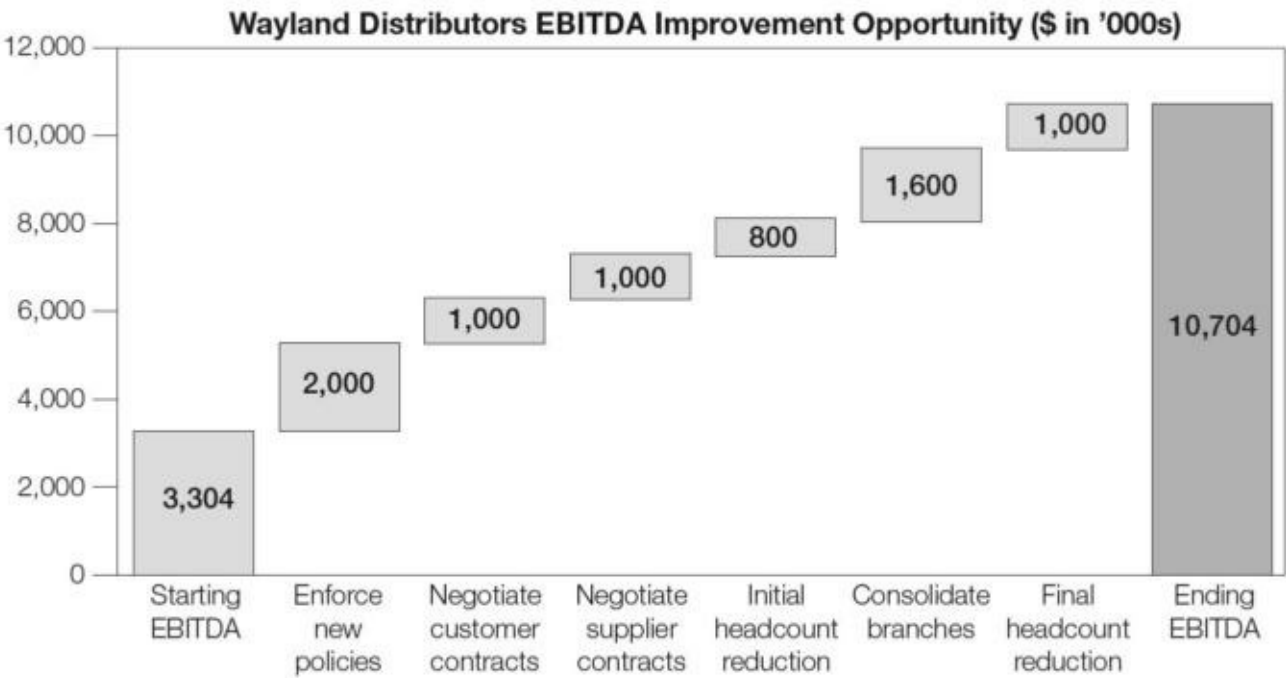 Wayland Distributors EBITDA Improvement Opportunity ($ in ’000s)
12,000
10,000
8,000
6,000
4,000
2,000
0
3,304
2,000
1,000
1,000
800
1,600
1,000
10,704
Starting
EBITDA
Enforce
new
policies
Negotiate
customer
contracts
Negotiate
supplier
contracts
Initial
headcount
reduction
Consolidate
branches
Final
headcount
reduction
Ending
EBITDA